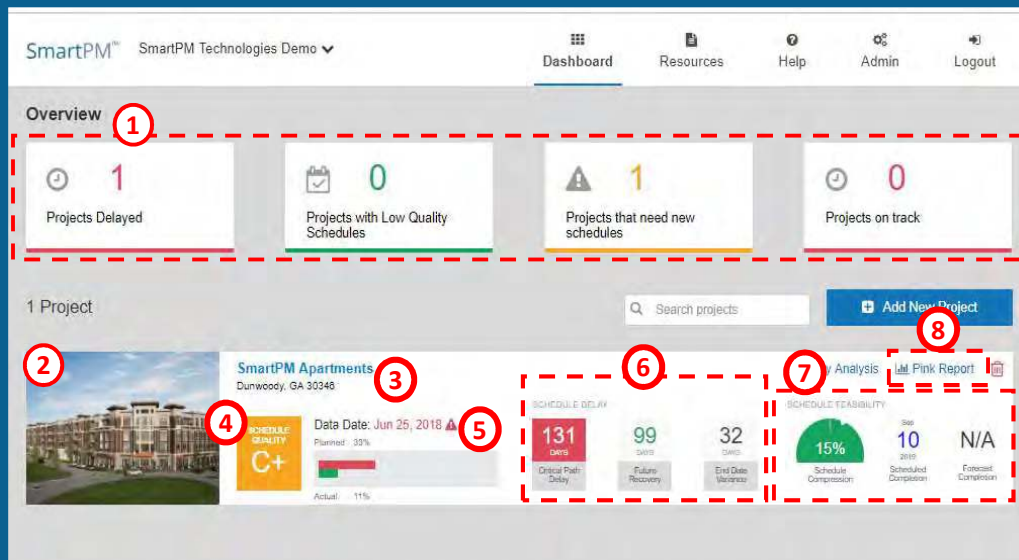 SmartPM™ SmartPM Technologies Demo
Dashboard Resources Help Admin Logout
Overview
1
1 0 1 0
Projects Delayed
Projects with Low Quality
Schedules
Projects that need new
schedules
Projects on track
1 Project
Search projects
Add New Project
8
2
SmartPM Apartments
3
Dunwoody, GA 30346
4
SCHEDULE
QUALITY
C+
Data Date: Jun 25, 2018
5
Planned 33%
Actual 11%
6
SCHEDULE DELAY
131
DAYS
Critical Path
Delay
99
DAYS
Future
Recovery
32
DAYS
End Date
Variance
7
y Analysis
Pink Report
SCHEDULE FEASIBILITY
15%
Schedule
Compression
Sep
10
2019
Scheduled
Completion
N/A
Forecast
Completion